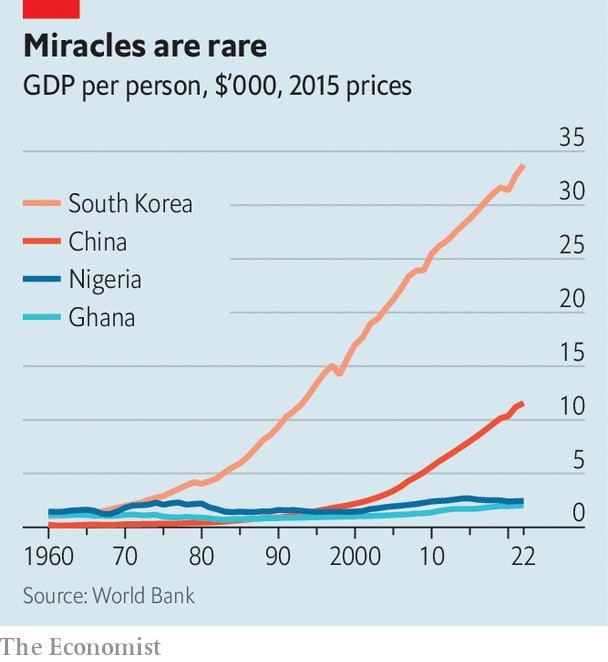 Miracles are rare
GDP per person, $'000, 2015 prices
35
South Korea
30
China
25
Nigeria
20
Ghana
15
10
5
0
1960 70 80 90 2000 10 22
Source: World Bank
The Economist